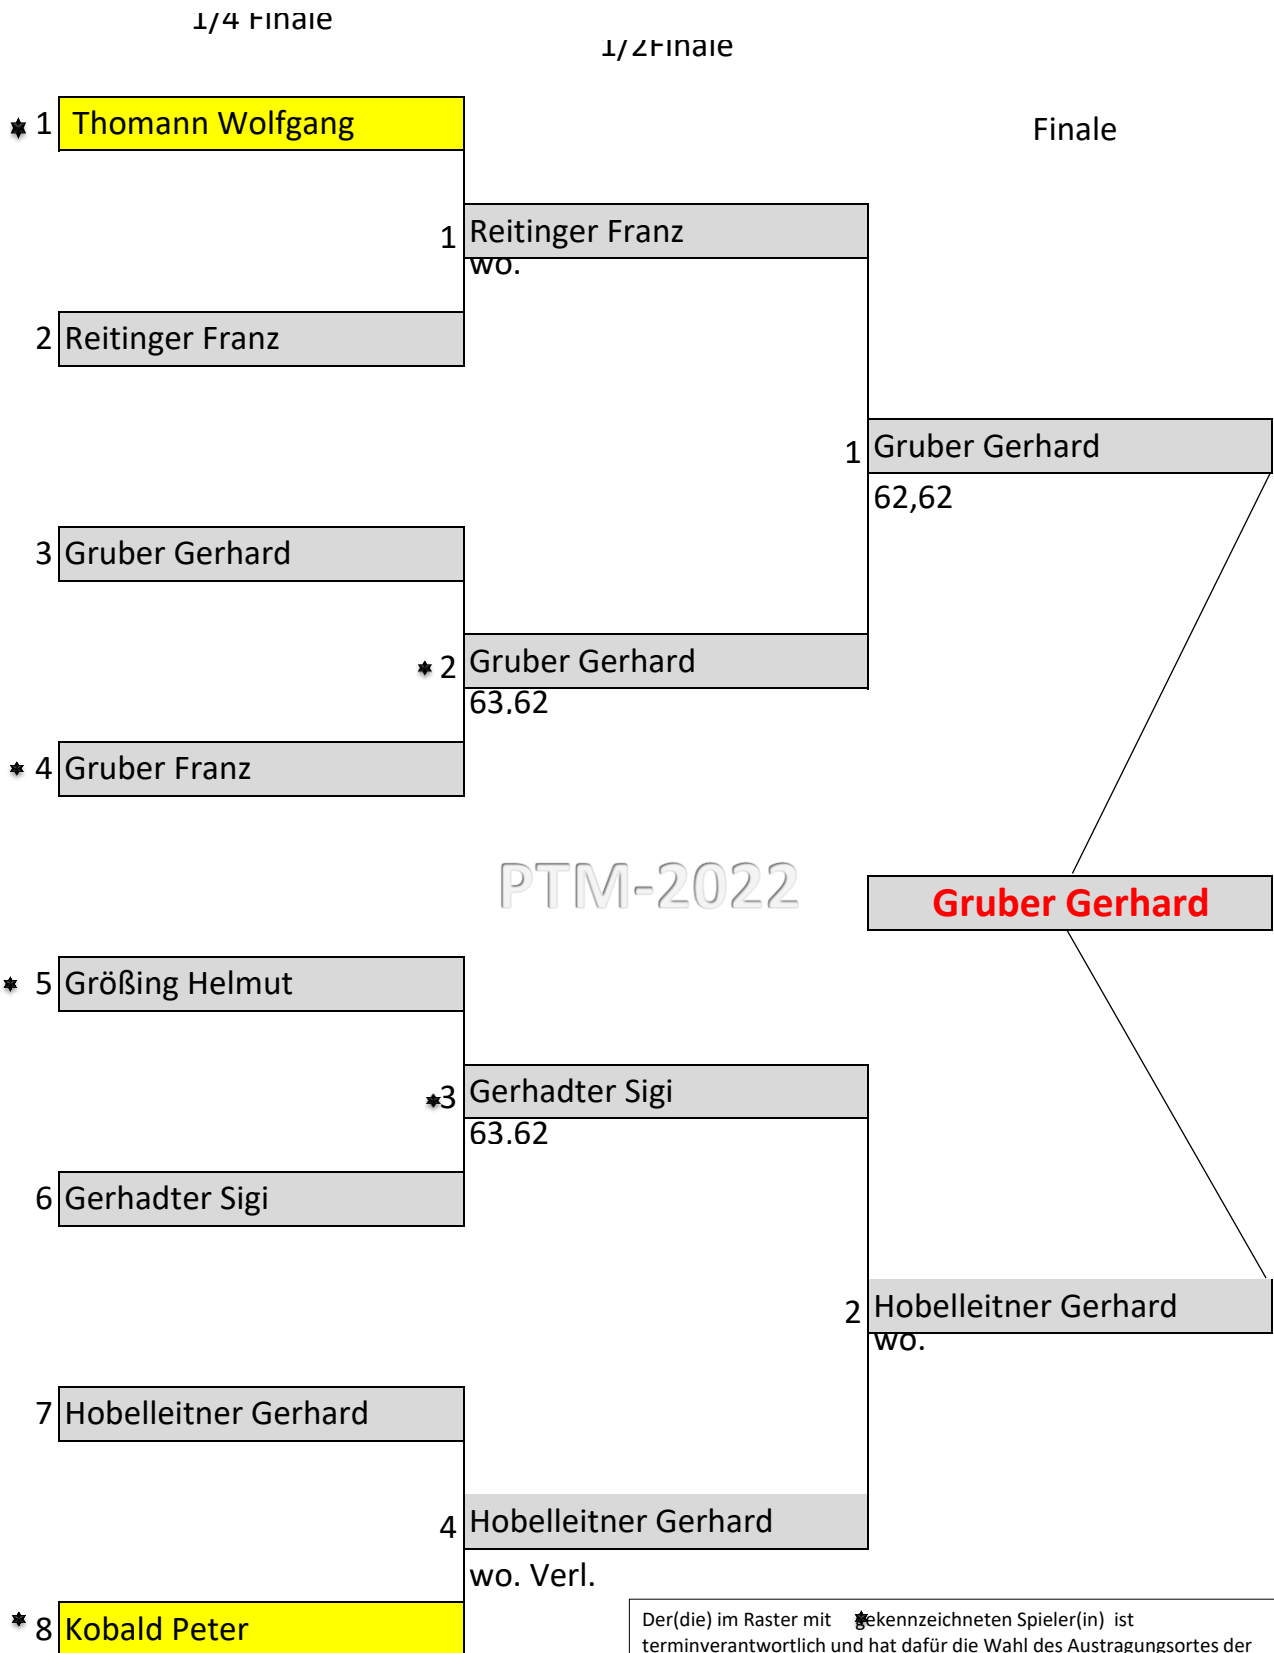 1/4 Finale
1/2Finale
Finale
1 Thomann Wolfgang
1 Reitinger Franz
wo.
2 Reitinger Franz
1 Gruber Gerhard
62,62
3 Gruber Gerhard
2 Gruber Gerhard
63.62
4 Gruber Franz
PTM-2022
Gruber Gerhard
5 Größing Helmut
3 Gerhadter Sigi
63.62
6 Gerhadter Sigi
2 Hobelleitner Gerhard
wo.
7 Hobelleitner Gerhard
4 Hobelleitner Gerhard
wo. Verl.
8 Kobald Peter
Der(die) im Raster mit gekennzeichneten Spieler(in) ist
terminverantwortlich und hat dafür die Wahl des Austragungsortes der